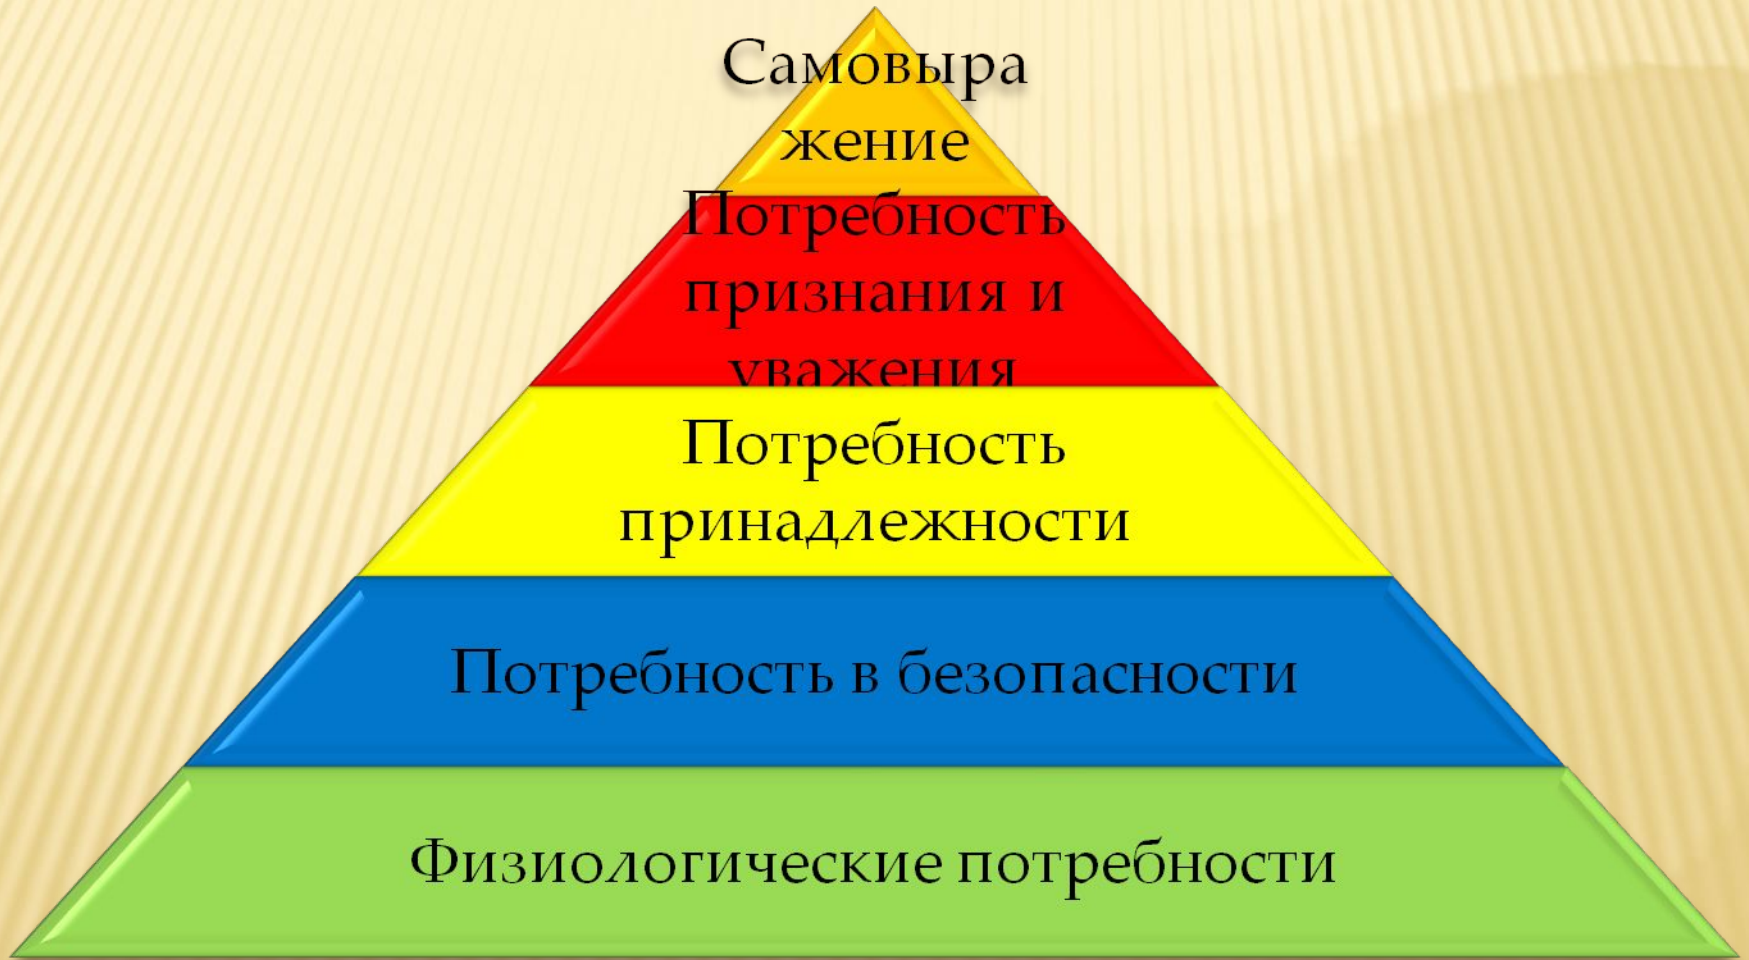 Самовыра
жение
Потребность
признания и
уважения
Потребность
принадлежности
Потребность в безопасности
Физиологические потребности